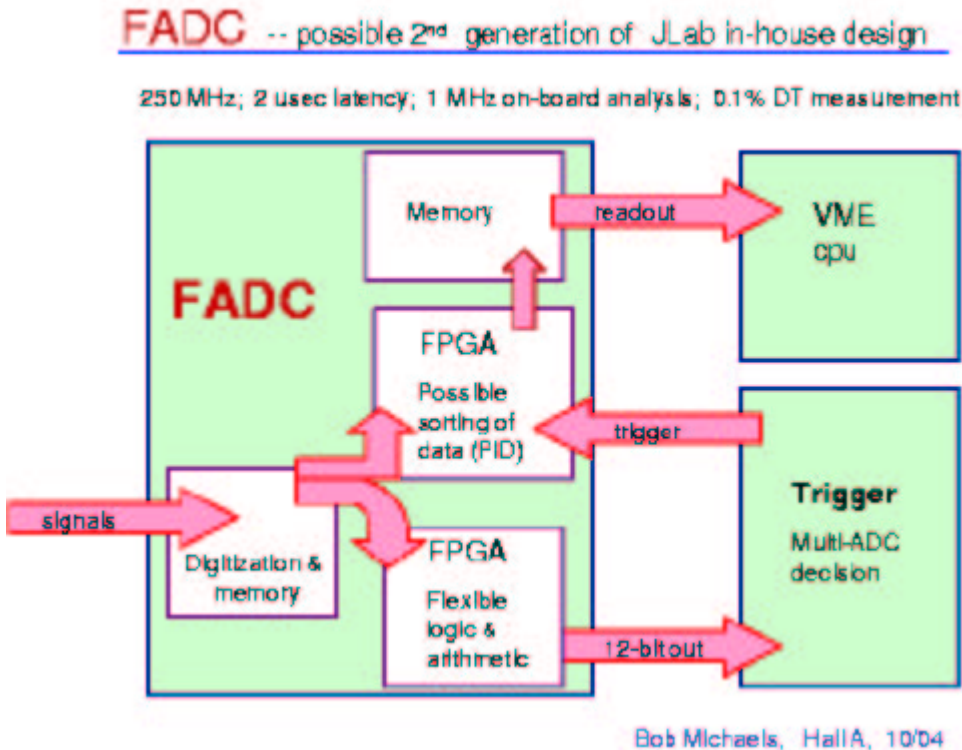 FADC -- possible 2nd generation of JLab in-house design
250 MHz; 2 usec latency; 1 MHz on-board analysis; 0.1% DT measurement
Memory
readout
VME
cpu
FADC
FPGA
Possible
sorting of
data (PID)
trigger
Trigger
Multi-ADC
decision
signals
Digitization &
memory
FPGA
Flexible
logic &
arithmetic
12-bit out
Bob Michaels, Hall A, 10/04